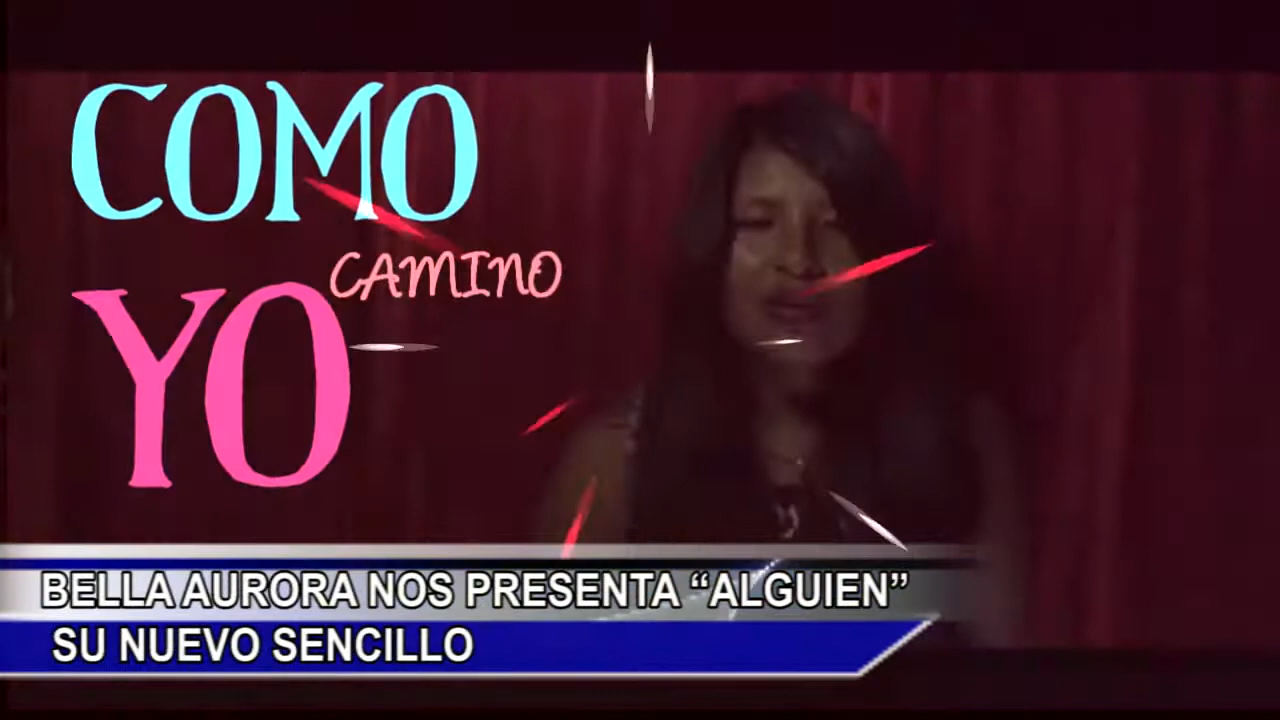 COMO
CAMINO
YO
BELLA AURORA NOS PRESENTA “ALGUIEN”
SU NUEVO SENCILLO